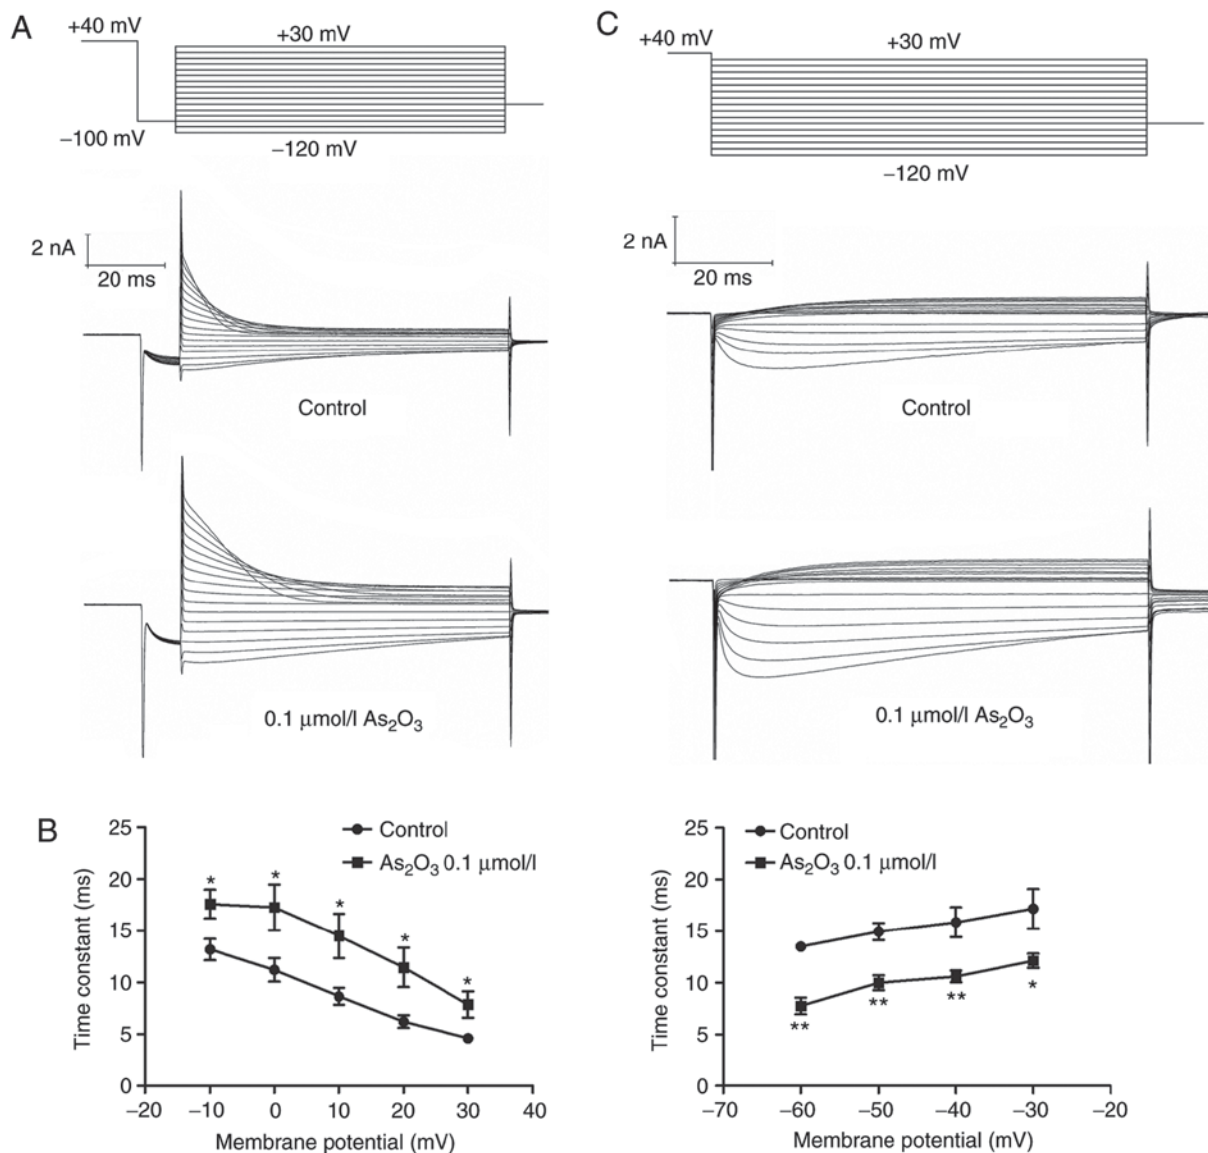 A
+40 mV
+30 mV
−100 mV
−120 mV
2 nA
20 ms
Control
0.1 μmol/l As₂O₃
C
+40 mV
+30 mV
−120 mV
2 nA
20 ms
Control
0.1 μmol/l As₂O₃
B
25
20
15
10
5
0
Time constant (ms)
Control
As₂O₃ 0.1 μmol/l
*
*
*
*
*
−20 −10 0 10 20 30 40
Membrane potential (mV)
25
20
15
10
5
0
Time constant (ms)
Control
As₂O₃ 0.1 μmol/l
**
**
**
*
−70 −60 −50 −40 −30 −20
Membrane potential (mV)